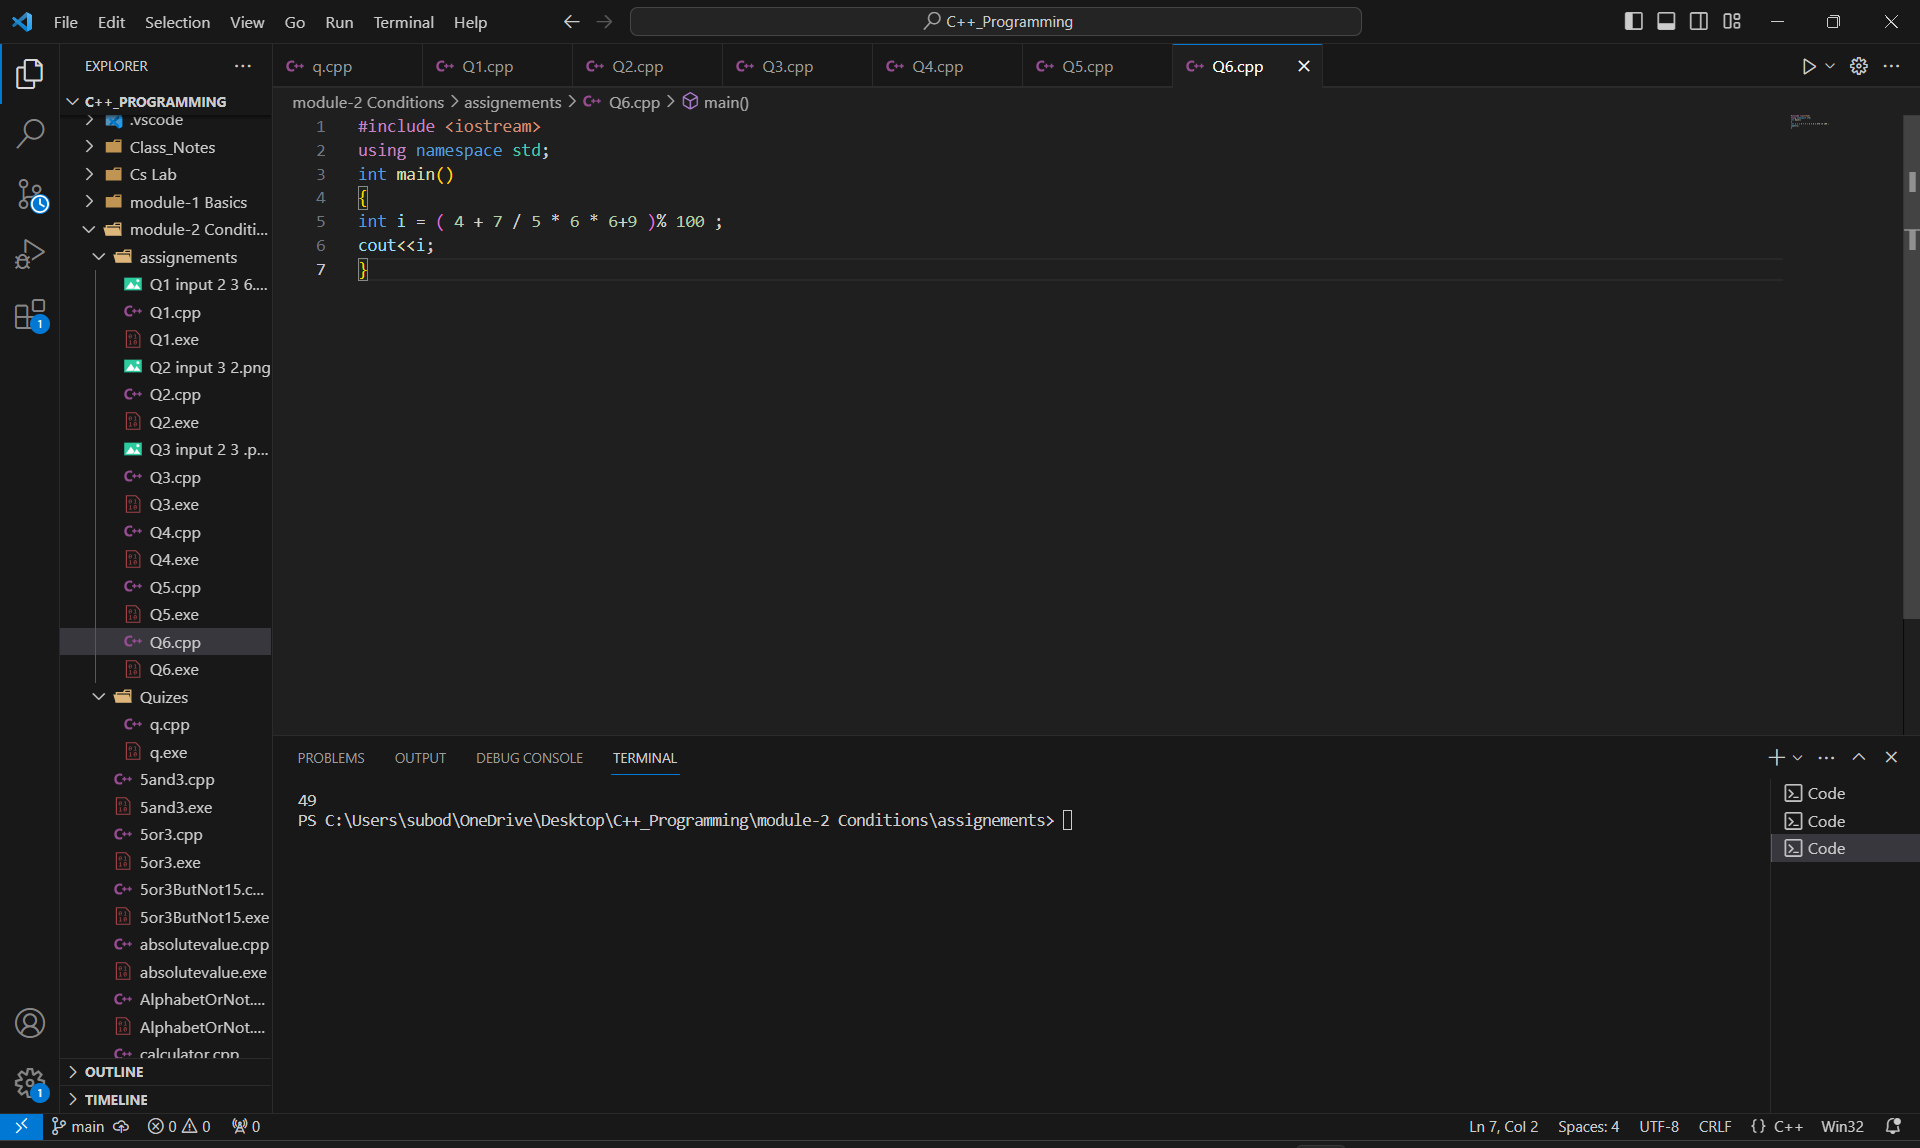 File Edit Selection View Go Run Terminal Help
C++_Programming
EXPLORER
C++_PROGRAMMING
.vscode
Class_Notes
Cs Lab
module-1 Basics
module-2 Conditi...
assignements
Q1 input 2 3 6....
Q1.cpp
Q1.exe
Q2 input 3 2.png
Q2.cpp
Q2.exe
Q3 input 2 3 .p...
Q3.cpp
Q3.exe
Q4.cpp
Q4.exe
Q5.cpp
Q5.exe
Q6.cpp
Q6.exe
Quizes
q.cpp
q.exe
5and3.cpp
5and3.exe
5or3.cpp
5or3.exe
5or3ButNot15.c...
5or3ButNot15.exe
absolutevalue.cpp
absolutevalue.exe
AlphabetOrNot....
AlphabetOrNot....
calculator.cpp
OUTLINE
TIMELINE
q.cpp Q1.cpp Q2.cpp Q3.cpp Q4.cpp Q5.cpp Q6.cpp
module-2 Conditions > assignements > Q6.cpp > main()
1 #include <iostream>
2 using namespace std;
3 int main()
4 {
5 int i = ( 4 + 7 / 5 * 6 * 6+9 )% 100 ;
6 cout<<i;
7 }
PROBLEMS OUTPUT DEBUG CONSOLE TERMINAL
49
PS C:\Users\subod\OneDrive\Desktop\C++_Programming\module-2 Conditions\assignements>
Code
Code
Code
1
1
main 0 0 0
Ln 7, Col 2 Spaces: 4 UTF-8 CRLF {} C++ Win32